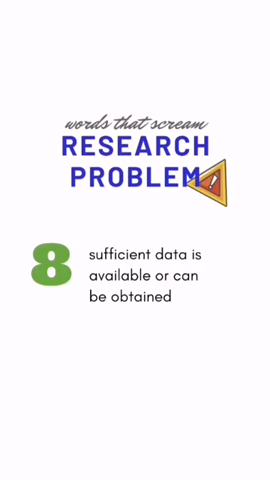 words that scream
RESEARCH
PROBLEM
!
8
sufficient data is
available or can
be obtained